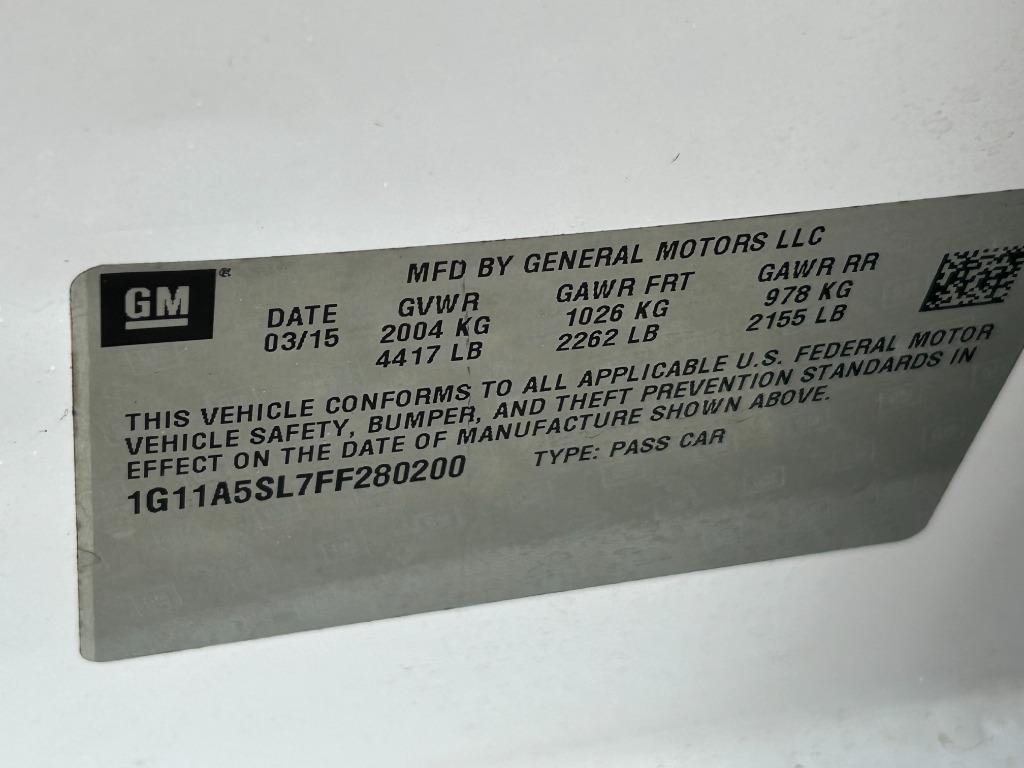 GM ®
MFD BY GENERAL MOTORS LLC
DATE GVWR GAWR FRT GAWR RR
03/15 2004 KG 1026 KG 978 KG
4417 LB 2262 LB 2155 LB
THIS VEHICLE CONFORMS TO ALL APPLICABLE U.S. FEDERAL MOTOR
VEHICLE SAFETY, BUMPER, AND THEFT PREVENTION STANDARDS IN
EFFECT ON THE DATE OF MANUFACTURE SHOWN ABOVE.
1G11A5SL7FF280200 TYPE: PASS CAR